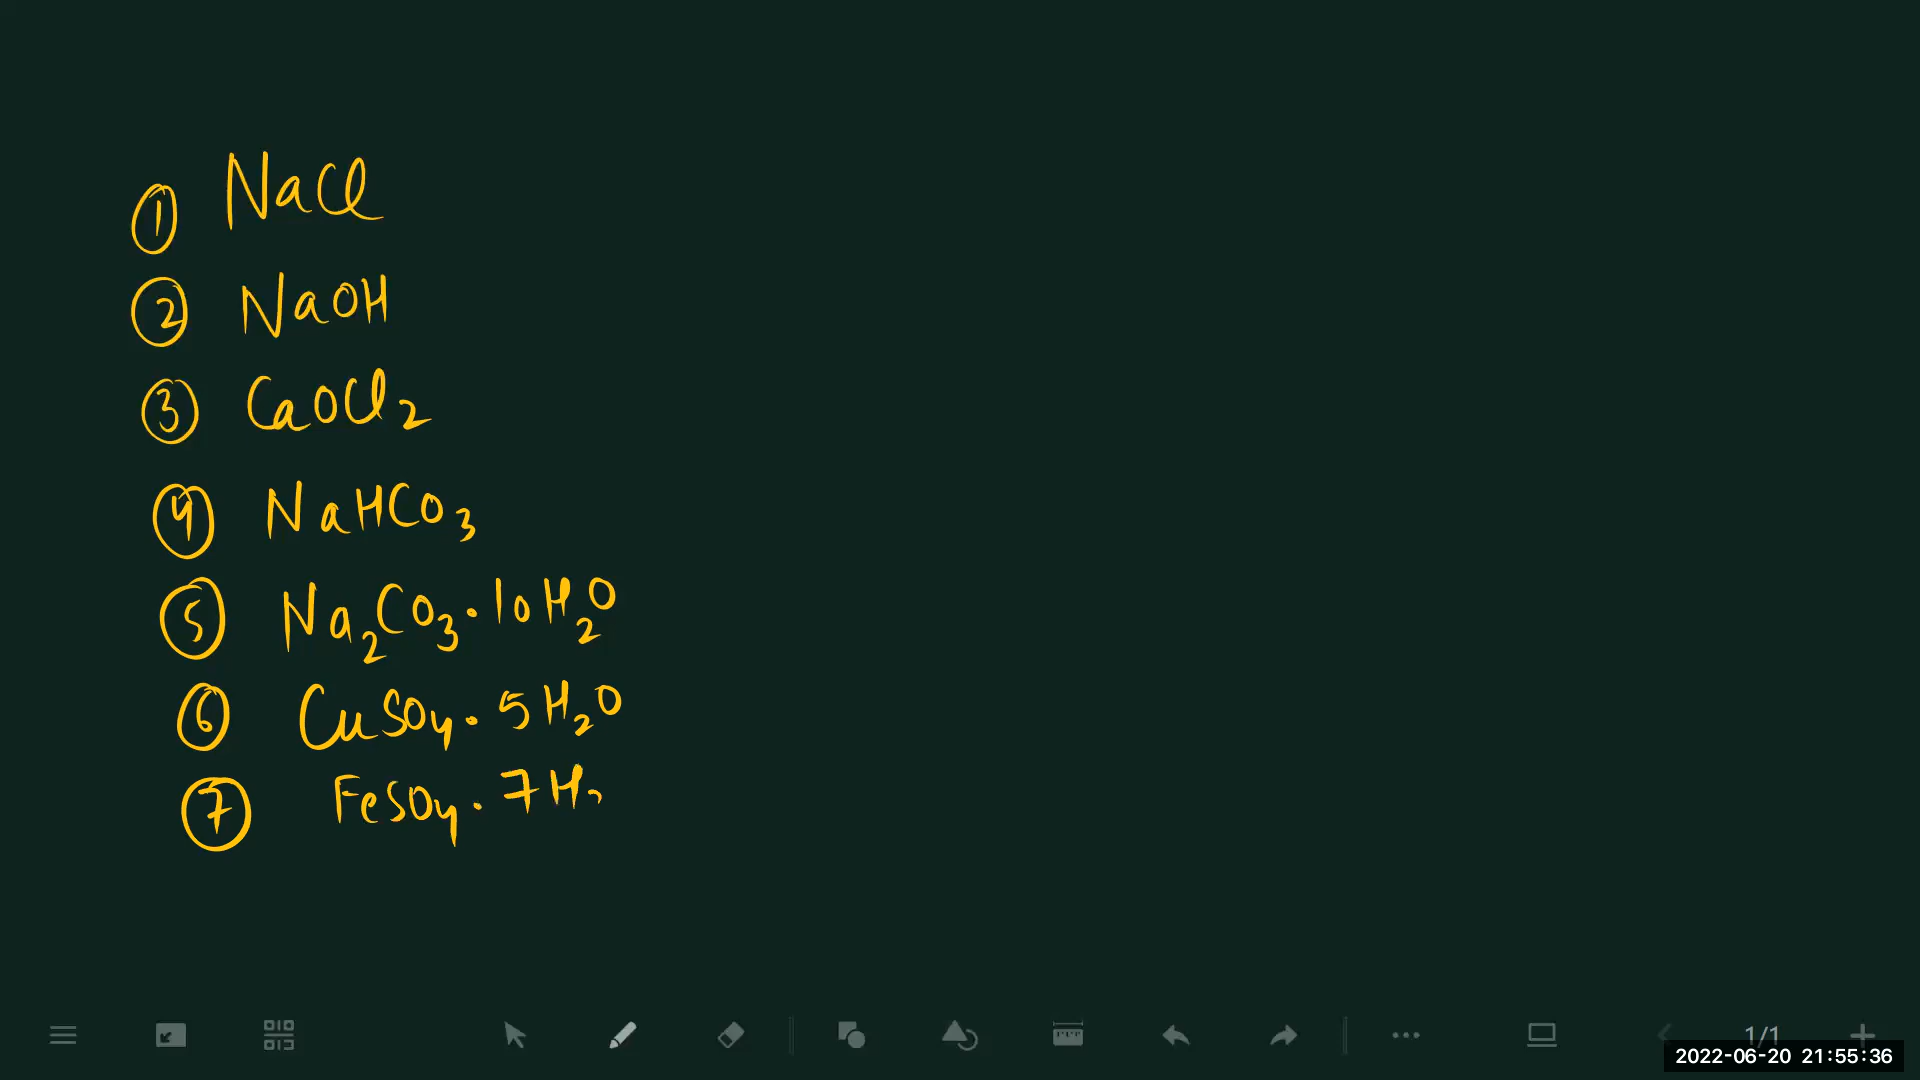 ① NaCl
② NaOH
③ CaOCl₂
④ NaHCO₃
⑤ Na₂CO₃·10H₂O
⑥ CuSO₄·5H₂O
⑦ FeSO₄·7H
1/1
2022-06-20 21:55:36